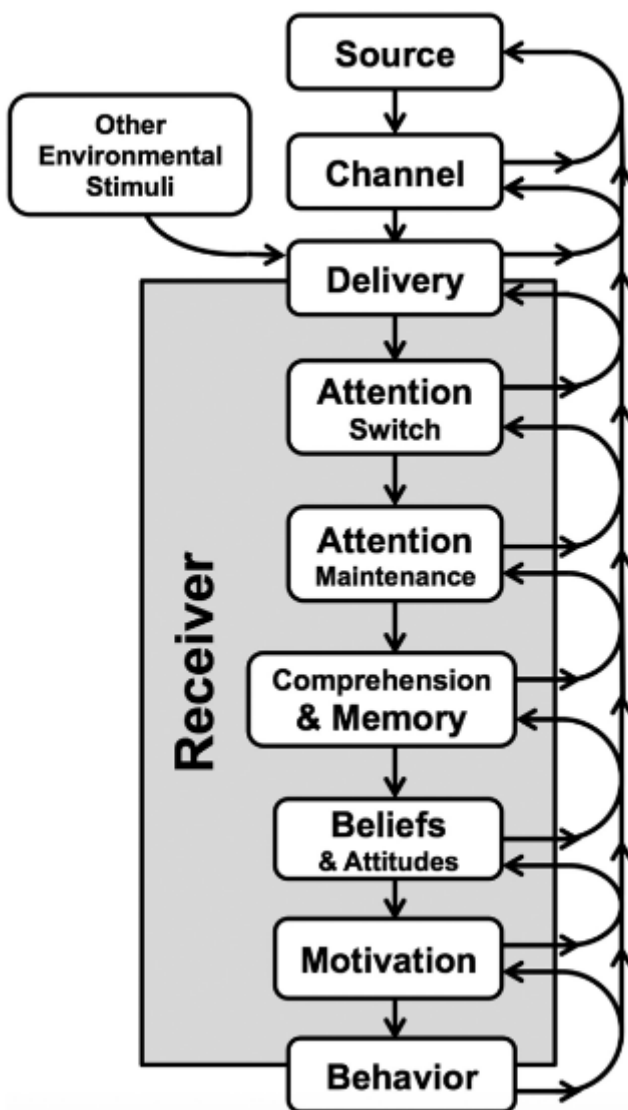 Source
Other
Environmental
Stimuli
Channel
Delivery
Attention
Switch
Attention
Maintenance
Receiver
Comprehension
& Memory
Beliefs
& Attitudes
Motivation
Behavior